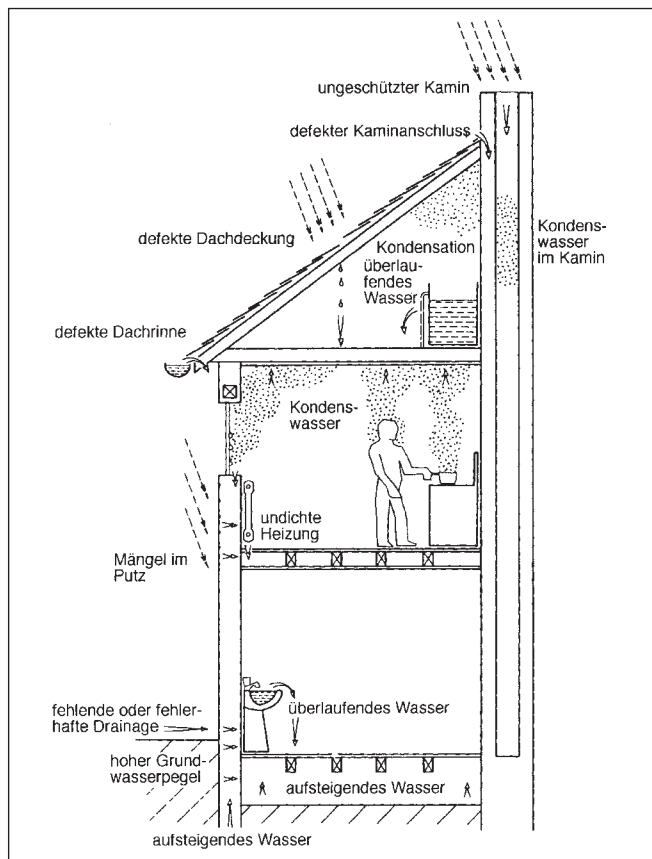 ungeschützter Kamin
defekter Kaminanschluss
defekte Dachdeckung
Kondensation
überlau-
fendes
Wasser
Kondens-
wasser
im Kamin
defekte Dachrinne
Kondens-
wasser
undichte
Heizung
Mängel im
Putz
fehlende oder fehler-
hafte Drainage
überlaufendes Wasser
hoher Grund-
wasserpegel
aufsteigendes Wasser
aufsteigendes Wasser